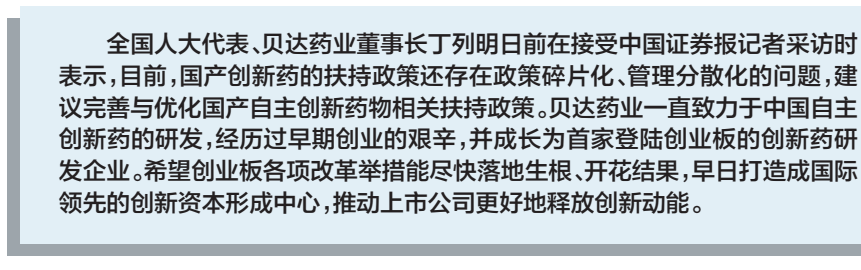 全国人大代表、贝达药业董事长丁列明日前在接受中国证券报记者采访时
表示,目前,国产创新药的扶持政策还存在政策碎片化、管理分散化的问题,建
议完善与优化国产自主创新药物相关扶持政策。贝达药业一直致力于中国自主
创新药的研发,经历过早期创业的艰辛,并成长为首家登陆创业板的创新药研
发企业。希望创业板各项改革举措能尽快落地生根、开花结果,早日打造成国际
领先的创新资本形成中心,推动上市公司更好地释放创新动能。